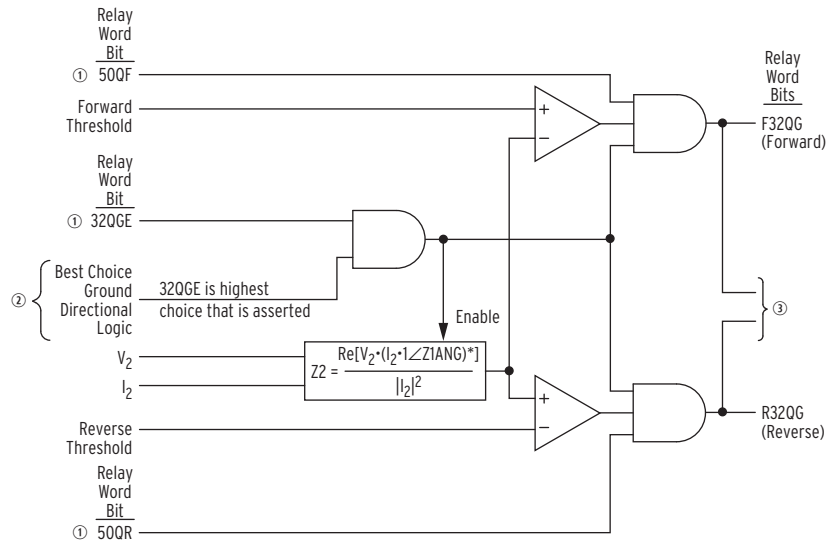 Relay
Word
Bit
① 50QF
Forward
Threshold
Relay
Word
Bit
① 32QGE
② Best Choice
Ground
Directional
Logic
32QGE is highest
choice that is asserted
Enable
V₂
I₂
Z2 = Re[V₂•(I₂•1∠Z1ANG)*]
|I₂|²
Reverse
Threshold
Relay
Word
Bit
① 50QR
+
−
+
−
Relay
Word
Bits
F32QG
(Forward)
③
R32QG
(Reverse)